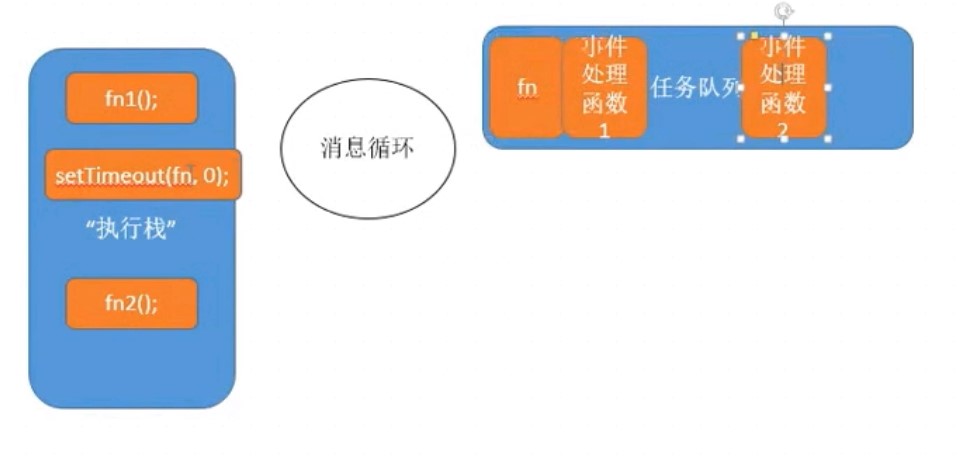 fn1();
setTimeout(fn, 0);
“执行栈”
fn2();
消息循环
fn
事件
处理
函数
1
任务队列
事件
处理
函数
2